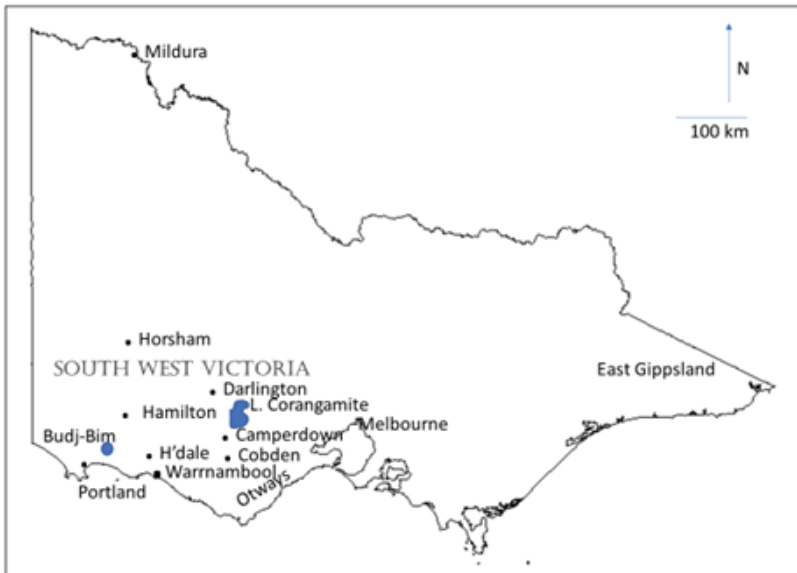 Mildura
N
100 km
Horsham
SOUTH WEST VICTORIA
East Gippsland
Darlington
L. Corangamite
Hamilton
Melbourne
Budj-Bim
Camperdown
H'dale
Cobden
Warrnambool
Portland
Otways